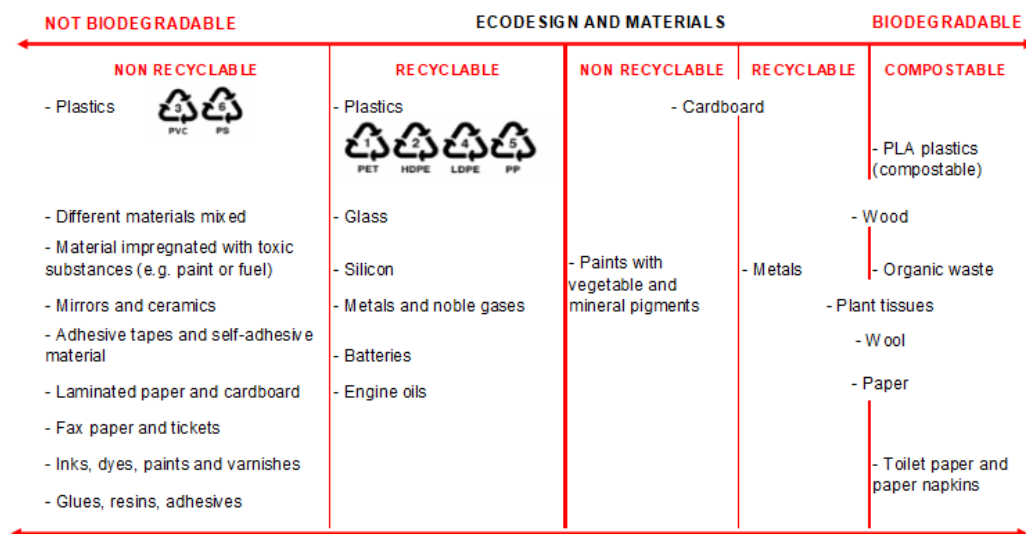 NOT BIODEGRADABLE
ECODESIGN AND MATERIALS
BIODEGRADABLE
NON RECYCLABLE
RECYCLABLE
NON RECYCLABLE
RECYCLABLE
COMPOSTABLE
- Plastics
3
PVC
6
PS
- Plastics
1
PET
2
HDPE
4
LDPE
5
PP
- Cardboard
- PLA plastics
(compostable)
- Different materials mixed
- Glass
- Wood
- Material impregnated with toxic
substances (e.g. paint or fuel)
- Silicon
- Paints with
vegetable and
mineral pigments
- Metals
- Organic waste
- Mirrors and ceramics
- Metals and noble gases
- Plant tissues
- Adhesive tapes and self-adhesive
material
- Batteries
- Wool
- Laminated paper and cardboard
- Engine oils
- Paper
- Fax paper and tickets
- Inks, dyes, paints and varnishes
- Toilet paper and
paper napkins
- Glues, resins, adhesives